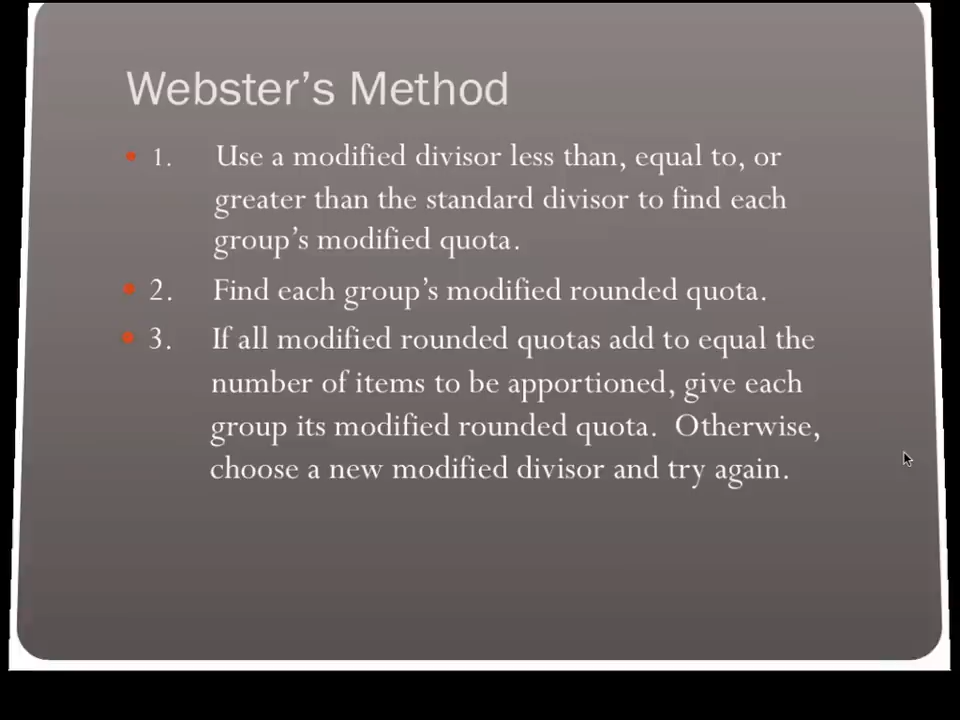 Webster's Method
1. Use a modified divisor less than, equal to, or
greater than the standard divisor to find each
group's modified quota.
2. Find each group's modified rounded quota.
3. If all modified rounded quotas add to equal the
number of items to be apportioned, give each
group its modified rounded quota.  Otherwise,
choose a new modified divisor and try again.